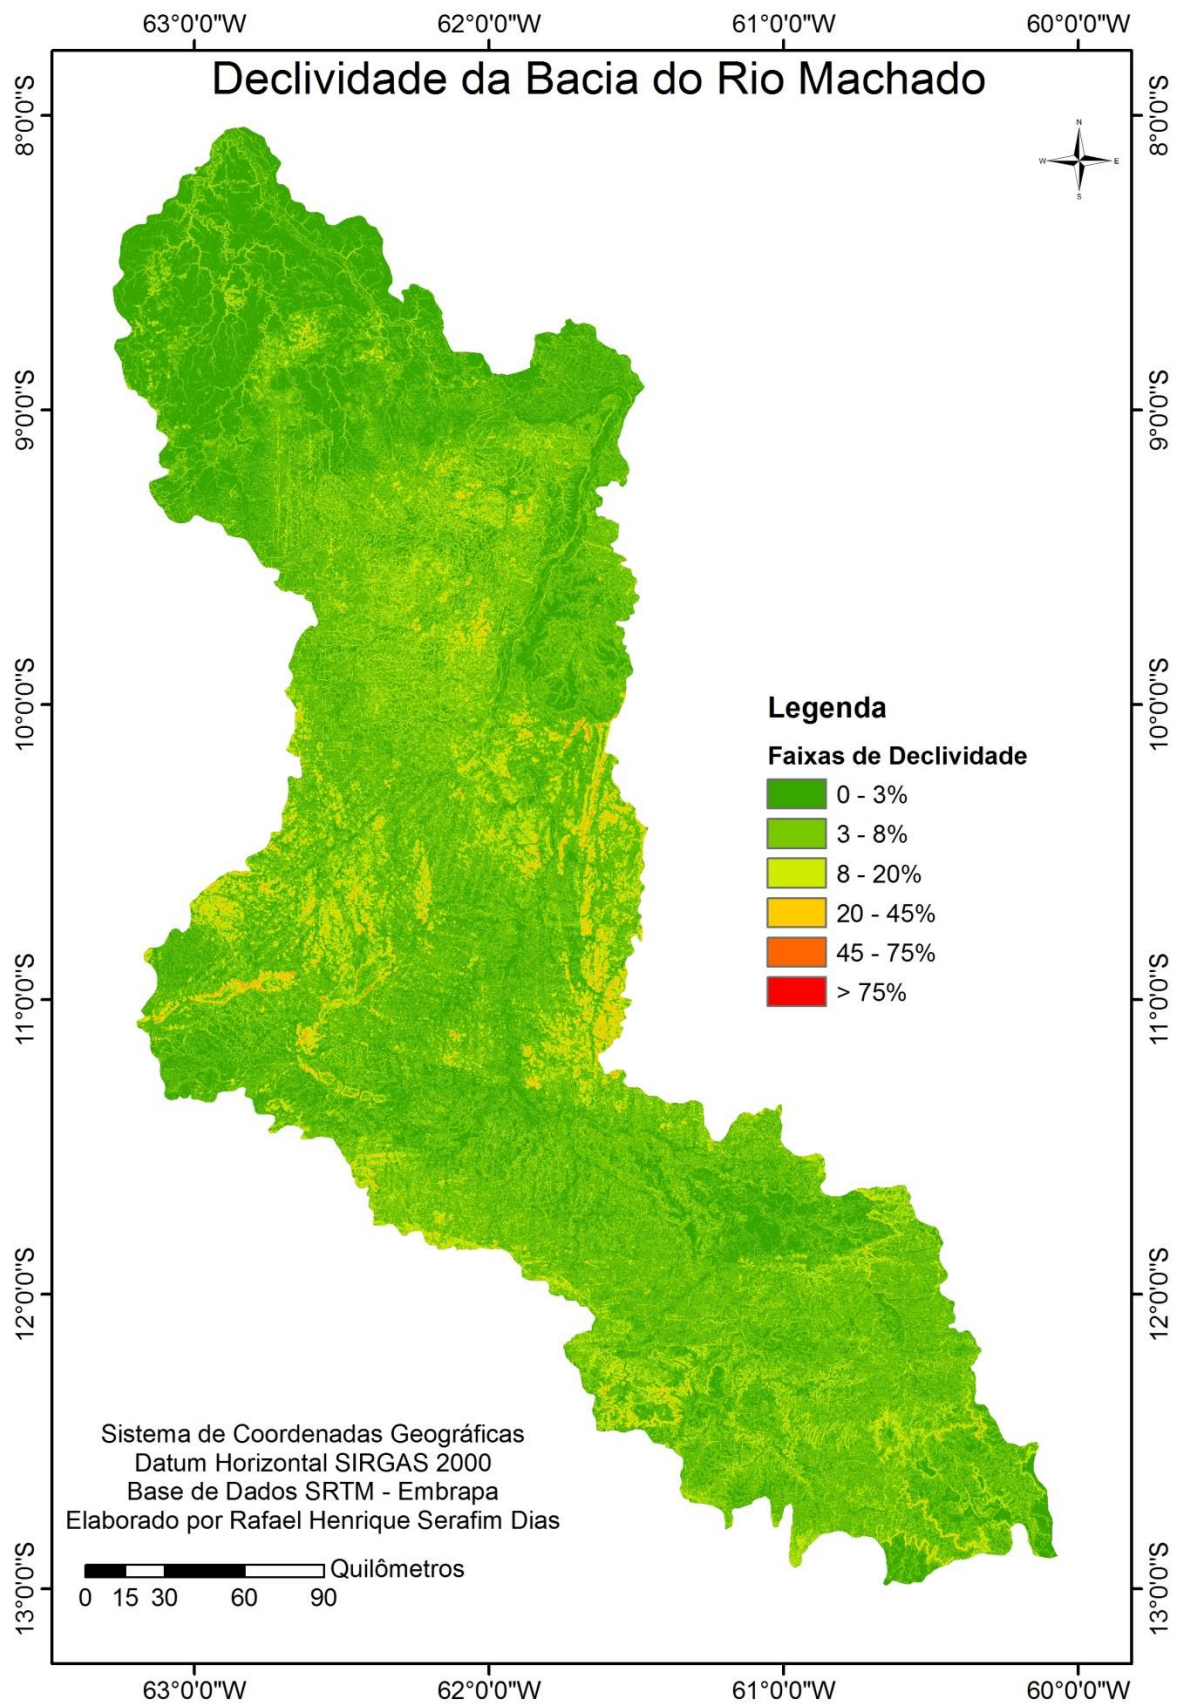 63°0'0"W 62°0'0"W 61°0'0"W 60°0'0"W
Declividade da Bacia do Rio Machado
8°0'0"S
8°0'0"S
N
W E
S
9°0'0"S
9°0'0"S
10°0'0"S
10°0'0"S
Legenda
Faixas de Declividade
0 - 3%
3 - 8%
8 - 20%
20 - 45%
45 - 75%
> 75%
11°0'0"S
11°0'0"S
12°0'0"S
12°0'0"S
Sistema de Coordenadas Geográficas
Datum Horizontal SIRGAS 2000
Base de Dados SRTM - Embrapa
Elaborado por Rafael Henrique Serafim Dias
Quilômetros
0 15 30 60 90
13°0'0"S
13°0'0"S
63°0'0"W 62°0'0"W 61°0'0"W 60°0'0"W